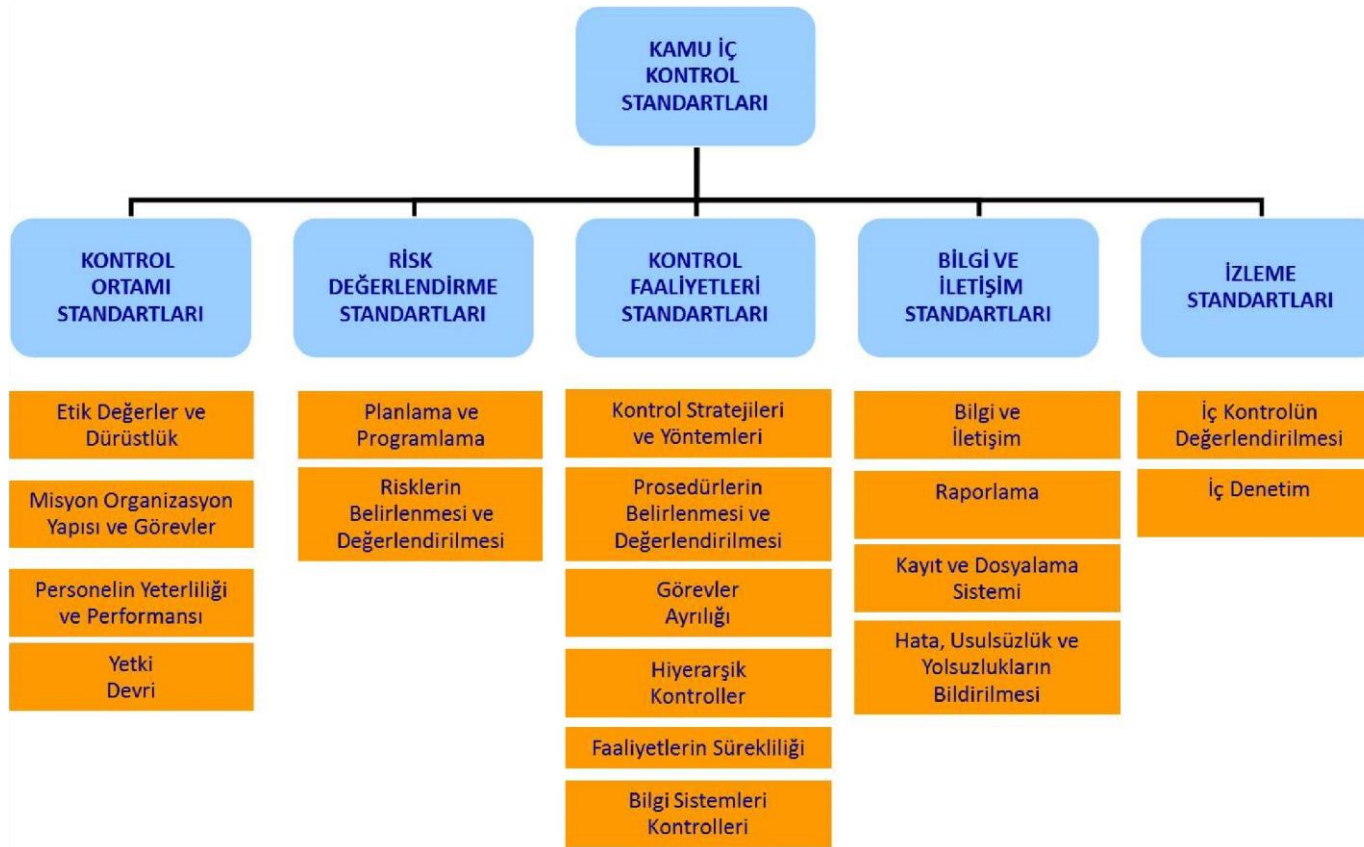 KAMU İÇ
KONTROL
STANDARTLARI
KONTROL
ORTAMI
STANDARTLARI
RİSK
DEĞERLENDİRME
STANDARTLARI
KONTROL
FAALİYETLERİ
STANDARTLARI
BİLGİ VE
İLETİŞİM
STANDARTLARI
İZLEME
STANDARTLARI
Etik Değerler ve
Dürüstlük
Misyon Organizasyon
Yapısı ve Görevler
Personelin Yeterliliği
ve Performansı
Yetki
Devri
Planlama ve
Programlama
Risklerin
Belirlenmesi ve
Değerlendirilmesi
Kontrol Stratejileri
ve Yöntemleri
Prosedürlerin
Belirlenmesi ve
Değerlendirilmesi
Görevler
Ayrılığı
Hiyerarşik
Kontroller
Faaliyetlerin Sürekliliği
Bilgi Sistemleri
Kontrolleri
Bilgi ve
İletişim
Raporlama
Kayıt ve Dosyalama
Sistemi
Hata, Usulsüzlük ve
Yolsuzlukların
Bildirilmesi
İç Kontrolün
Değerlendirilmesi
İç Denetim